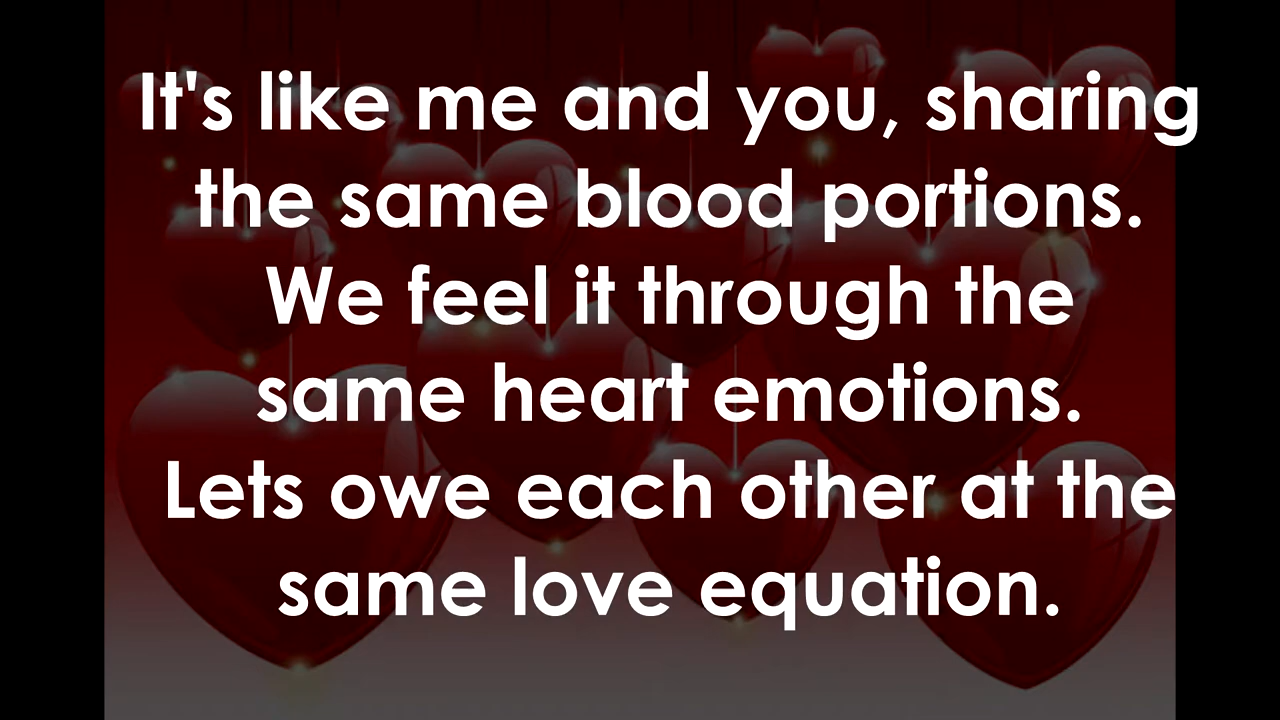 It's like me and you, sharing
the same blood portions.
We feel it through the
same heart emotions.
Lets owe each other at the
same love equation.